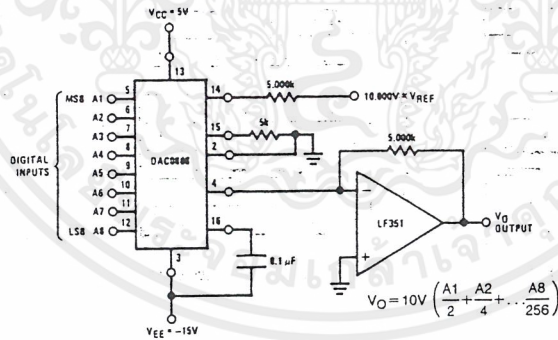 VCC = 5V
13
MSB A1 5
A2 6
A3 7
A4 8
A5 9
A6 10
A7 11
LSB A8 12
DIGITAL
INPUTS
DAC0808
14
5.000k
10.000V = VREF
15
5k
2
4
5.000k
16
0.1 µF
3
VEE = -15V
LF351
−
+
VO
OUTPUT
VO = 10V (A1/2 + A2/4 + ... A8/256)